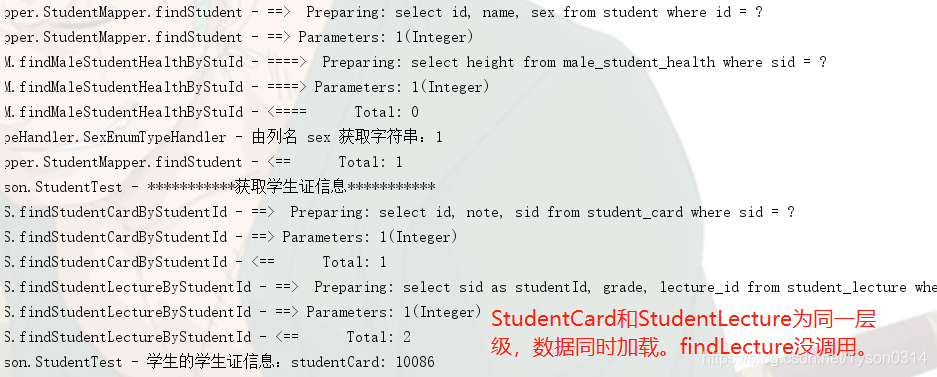 pper.StudentMapper.findStudent - ==>  Preparing: select id, name, sex from student where id = ?
pper.StudentMapper.findStudent - ==> Parameters: 1(Integer)
M.findMaleStudentHealthByStuId - ====>  Preparing: select height from male_student_health where sid = ?
M.findMaleStudentHealthByStuId - ====> Parameters: 1(Integer)
M.findMaleStudentHealthByStuId - <====      Total: 0
peHandler.SexEnumTypeHandler - 由列名 sex 获取字符串：1
pper.StudentMapper.findStudent - <==      Total: 1
son.StudentTest - ***********获取学生证信息***********
S.findStudentCardByStudentId - ==>  Preparing: select id, note, sid from student_card where sid = ?
S.findStudentCardByStudentId - ==> Parameters: 1(Integer)
S.findStudentCardByStudentId - <==      Total: 1
S.findStudentLectureByStudentId - ==>  Preparing: select sid as studentId, grade, lecture_id from student_lecture whe
S.findStudentLectureByStudentId - ==> Parameters: 1(Integer)
S.findStudentLectureByStudentId - <==      Total: 2
son.StudentTest - 学生的学生证信息：studentCard: 10086
StudentCard和StudentLecture为同一层
级，数据同时加载。findLecture没调用。
https://blog.csdn.net/Tyson0314